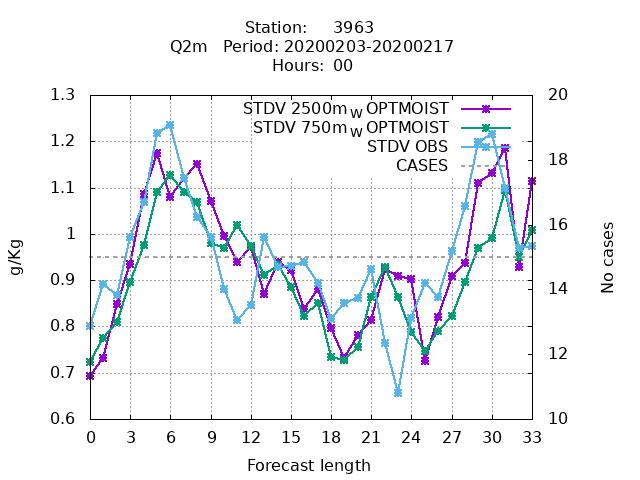 Station: 3963
Q2m Period: 20200203-20200217
Hours: 00
STDV 2500m_W OPTMOIST
STDV 750m_W OPTMOIST
STDV OBS
CASES
1.3
1.2
1.1
1
0.9
0.8
0.7
0.6
g/Kg
20
18
16
14
12
10
No cases
0 3 6 9 12 15 18 21 24 27 30 33
Forecast length